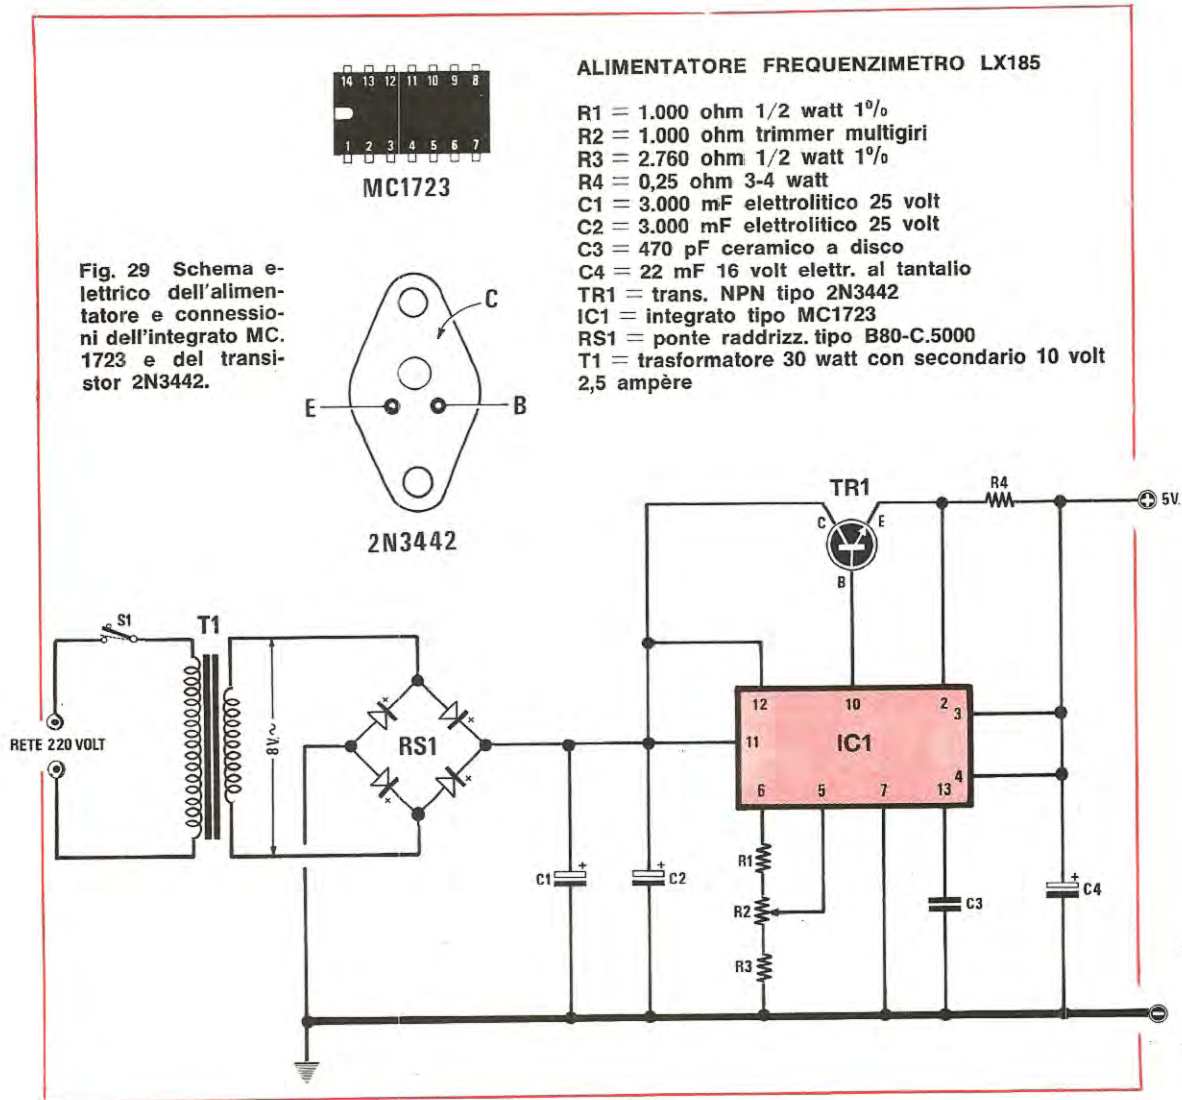 14 13 12 11 10 9 8
1 2 3 4 5 6 7
MC1723
ALIMENTATORE FREQUENZIMETRO LX185
R1 = 1.000 ohm 1/2 watt 1%
R2 = 1.000 ohm trimmer multigiri
R3 = 2.760 ohm 1/2 watt 1%
R4 = 0,25 ohm 3-4 watt
C1 = 3.000 mF elettrolitico 25 volt
C2 = 3.000 mF elettrolitico 25 volt
C3 = 470 pF ceramico a disco
C4 = 22 mF 16 volt elettr. al tantalio
TR1 = trans. NPN tipo 2N3442
IC1 = integrato tipo MC1723
RS1 = ponte raddrizz. tipo B80-C.5000
T1 = trasformatore 30 watt con secondario 10 volt
2,5 ampère
Fig. 29 Schema e-
lettrico dell'alimen-
tatore e connessio-
ni dell'integrato MC.
1723 e del transi-
stor 2N3442.
C
E
B
2N3442
TR1
C
E
B
R4
+ 5V.
S1
T1
RETE 220 VOLT
8V.~
RS1
12 10 2
3
11
IC1
4
6 5 7 13
R1
R2
R3
C1
+
C2
+
C3
C4
+
−